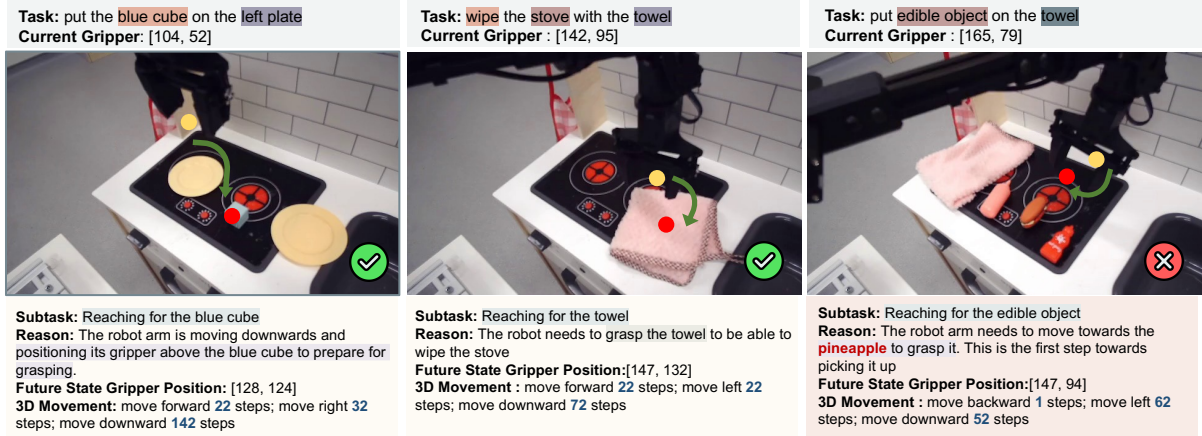 Task: put the blue cube on the left plate
Current Gripper: [104, 52]
Subtask: Reaching for the blue cube
Reason: The robot arm is moving downwards and
positioning its gripper above the blue cube to prepare for
grasping.
Future State Gripper Position: [128, 124]
3D Movement: move forward 22 steps; move right 32
steps; move downward 142 steps
Task: wipe the stove with the towel
Current Gripper : [142, 95]
Subtask: Reaching for the towel
Reason: The robot needs to grasp the towel to be able to
wipe the stove
Future State Gripper Position: [147, 132]
3D Movement : move forward 22 steps; move left 22
steps; move downward 72 steps
Task: put edible object on the towel
Current Gripper : [165, 79]
Subtask: Reaching for the edible object
Reason: The robot arm needs to move towards the
pineapple to grasp it. This is the first step towards
picking it up
Future State Gripper Position:[147, 94]
3D Movement : move backward 1 steps; move left 62
steps; move downward 52 steps